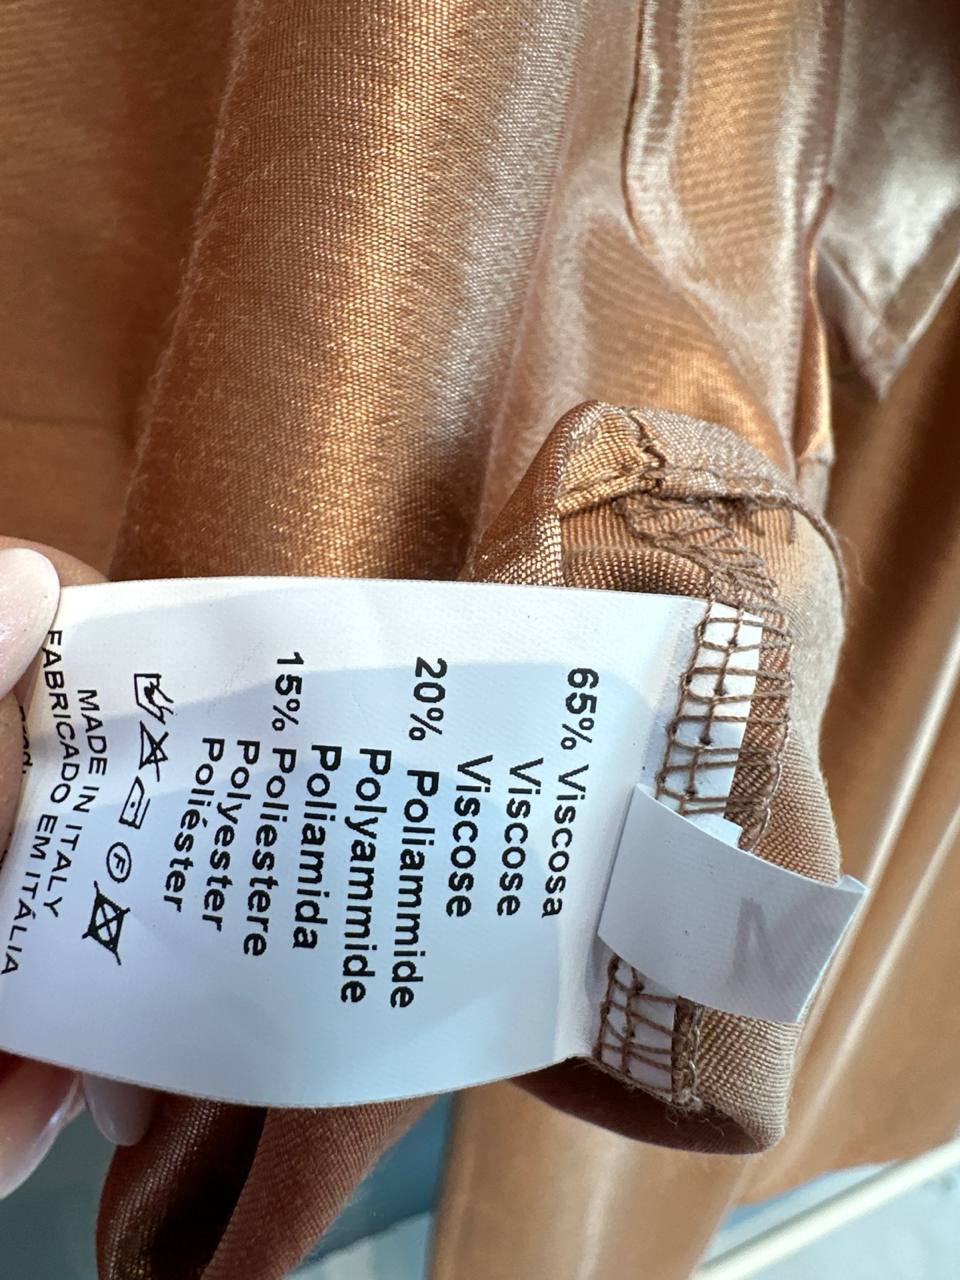 65% Viscosa
Viscose
Viscose
20% Poliammide
Polyammide
Poliamida
15% Poliestere
Polyester
Poliéster
F
MADE IN ITALY
FABRICADO EM ITÁLIA